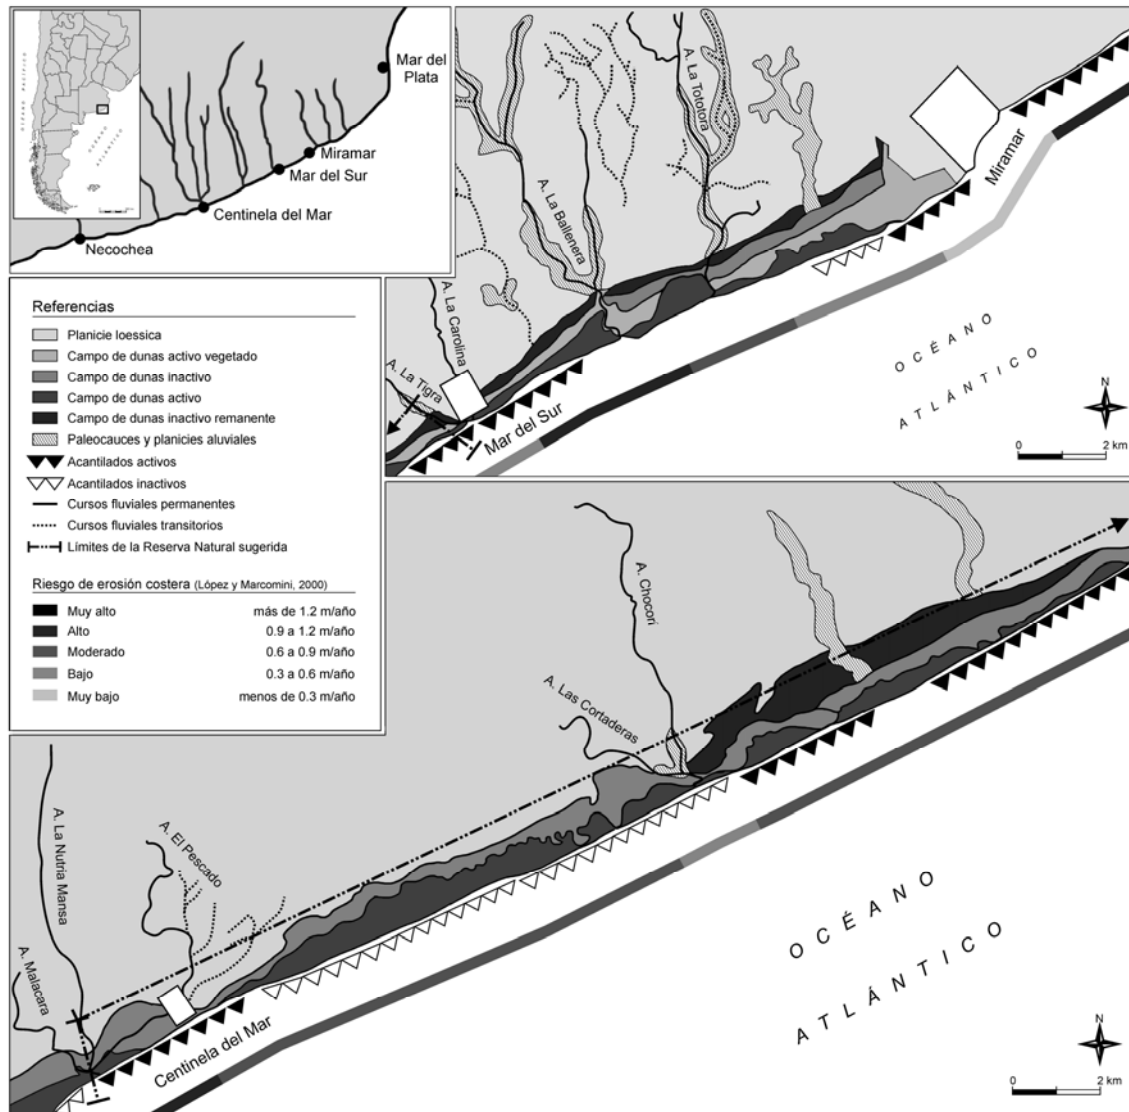 Mar del
Plata
Miramar
Mar del Sur
Centinela del Mar
Necochea
Referencias
Planicie loessica
Campo de dunas activo vegetado
Campo de dunas inactivo
Campo de dunas activo
Campo de dunas inactivo remanente
Paleocauces y planicies aluviales
Acantilados activos
Acantilados inactivos
Cursos fluviales permanentes
Cursos fluviales transitorios
Límites de la Reserva Natural sugerida
Riesgo de erosión costera (López y Marcomini, 2000)
Muy alto más de 1.2 m/año
Alto 0.9 a 1.2 m/año
Moderado 0.6 a 0.9 m/año
Bajo 0.3 a 0.6 m/año
Muy bajo menos de 0.3 m/año
A. La Totora
A. La Ballenera
A. La Carolina
A. La Tigra
Miramar
Mar del Sur
OCÉANO
ATLÁNTICO
N
0 2 km
A. Chocorí
A. Las Cortaderas
A. El Pescado
A. La Nutria Mansa
A. Malacara
Centinela del Mar
OCÉANO
ATLÁNTICO
N
0 2 km